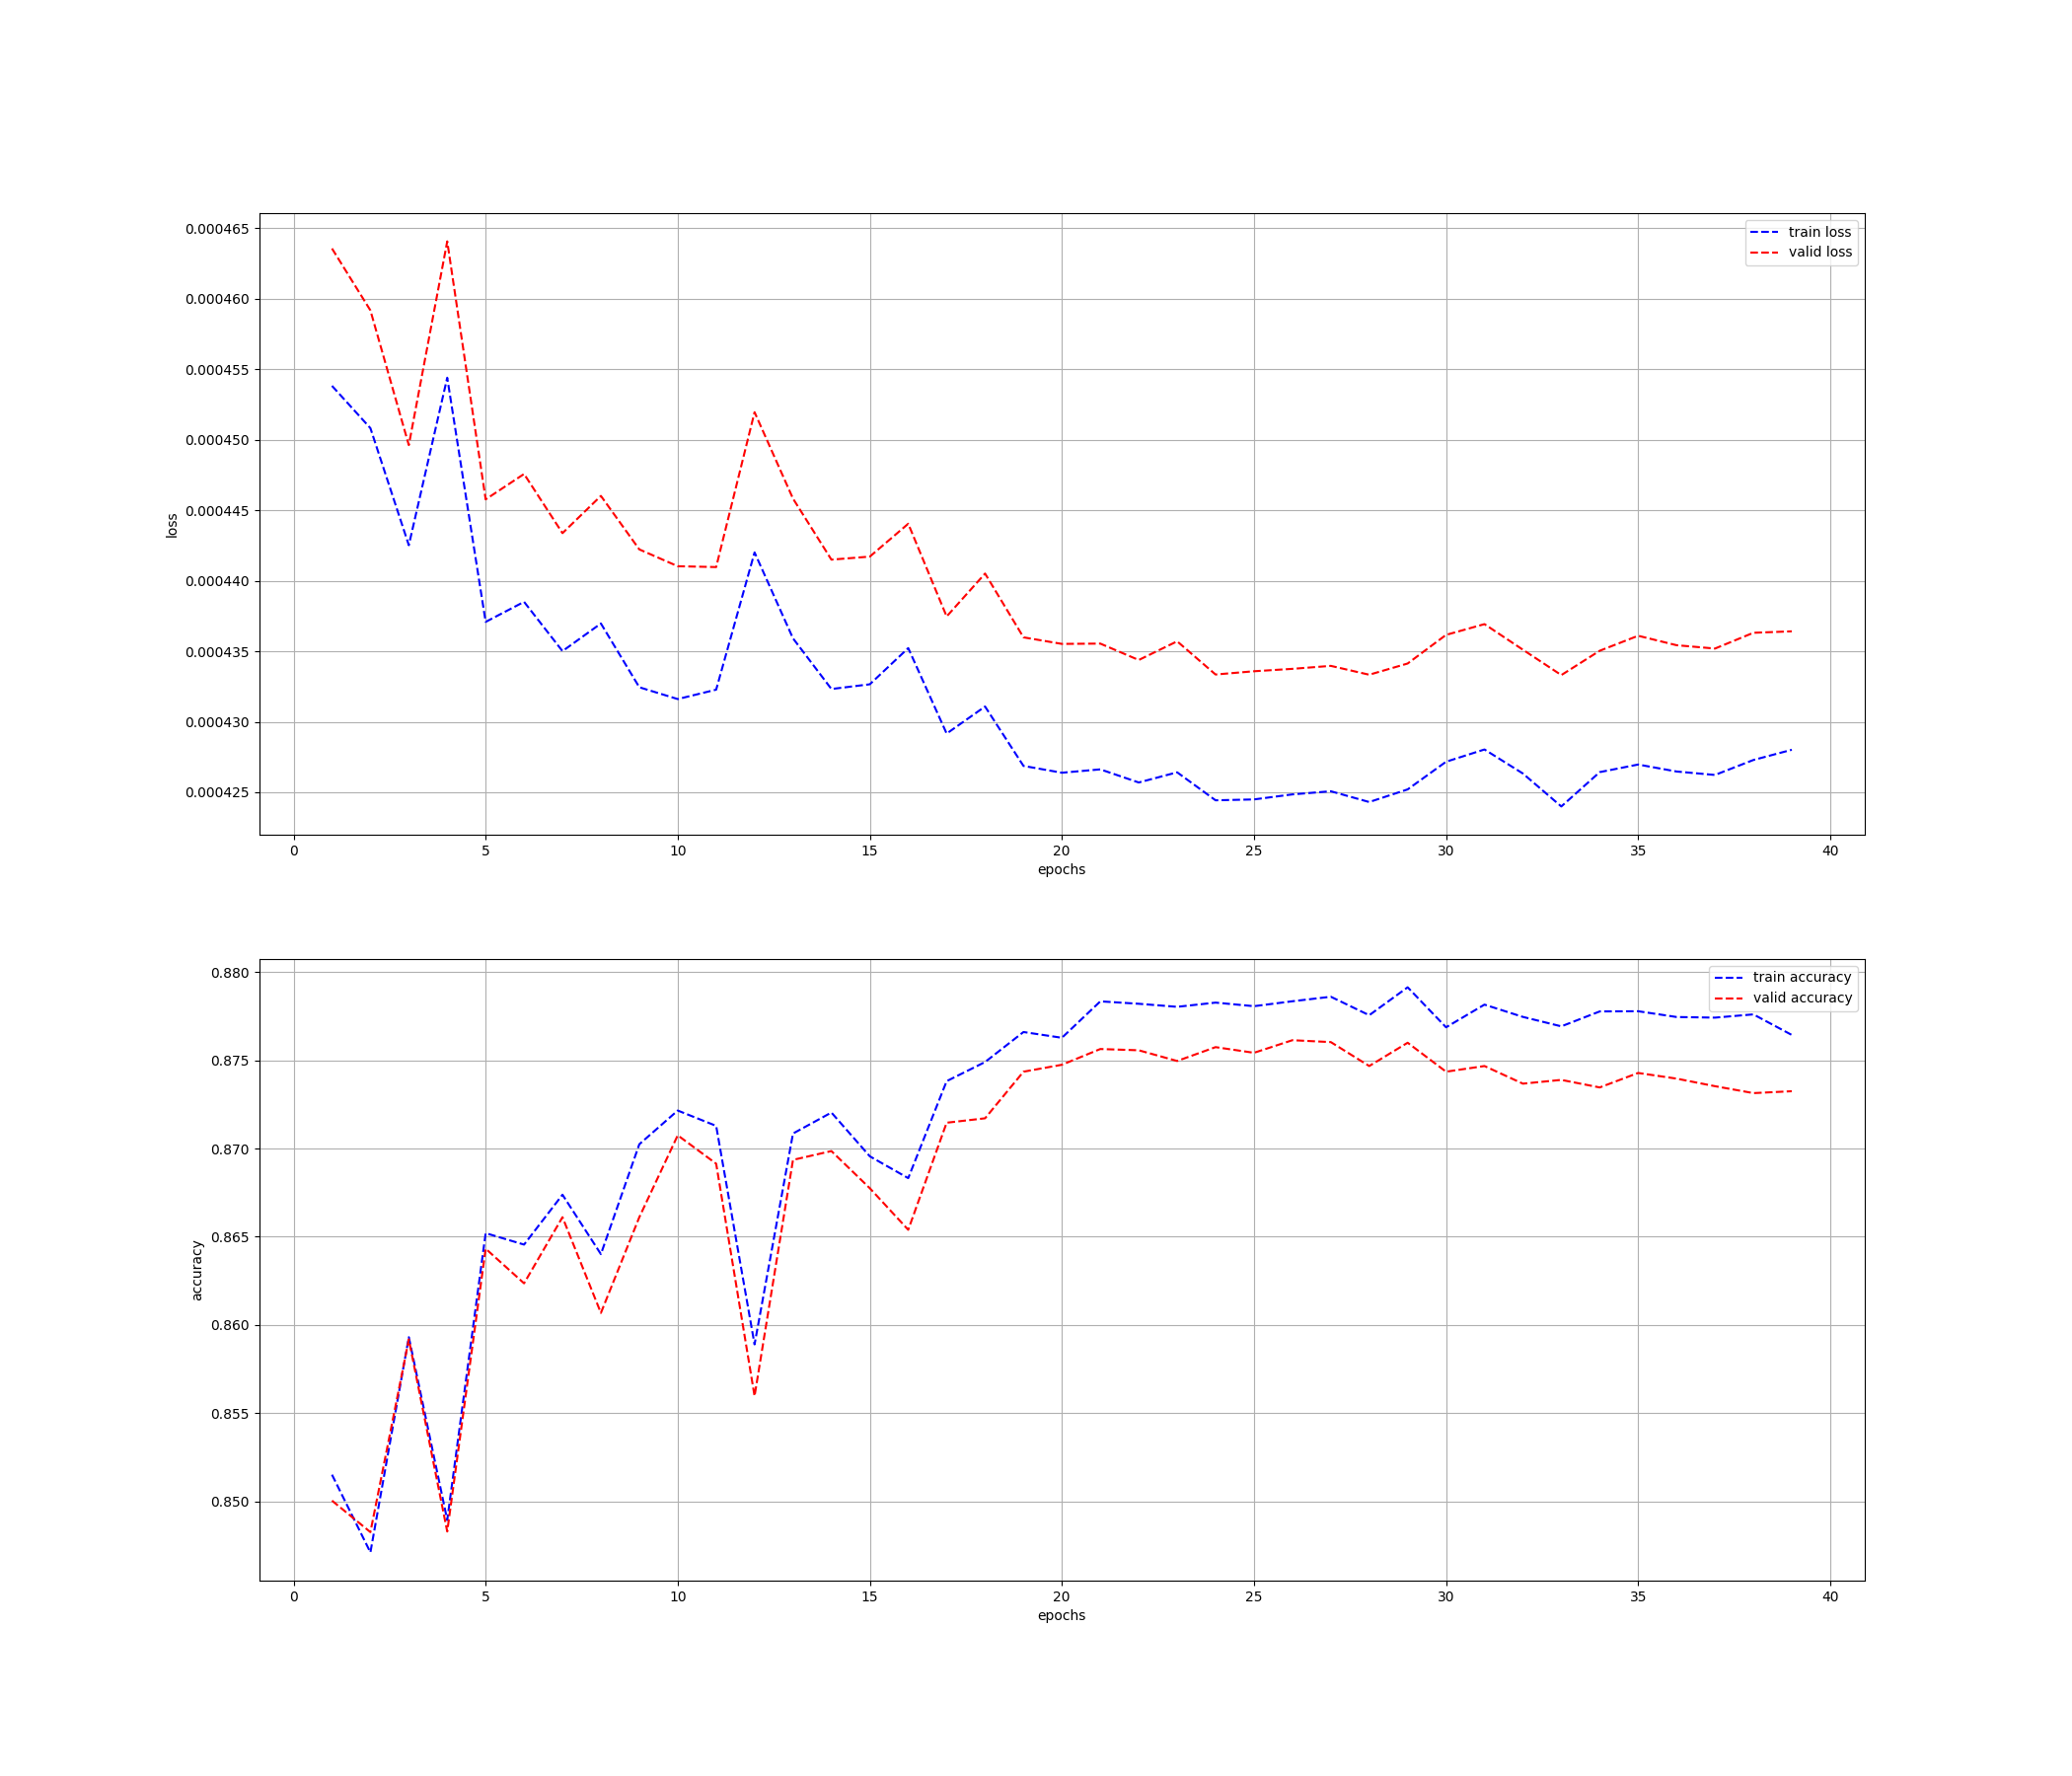 0.000465
0.000460
0.000455
0.000450
0.000445
0.000440
0.000435
0.000430
0.000425
loss
train loss
valid loss
0 5 10 15 20 25 30 35 40
epochs
0.880
0.875
0.870
0.865
0.860
0.855
0.850
accuracy
train accuracy
valid accuracy
0 5 10 15 20 25 30 35 40
epochs